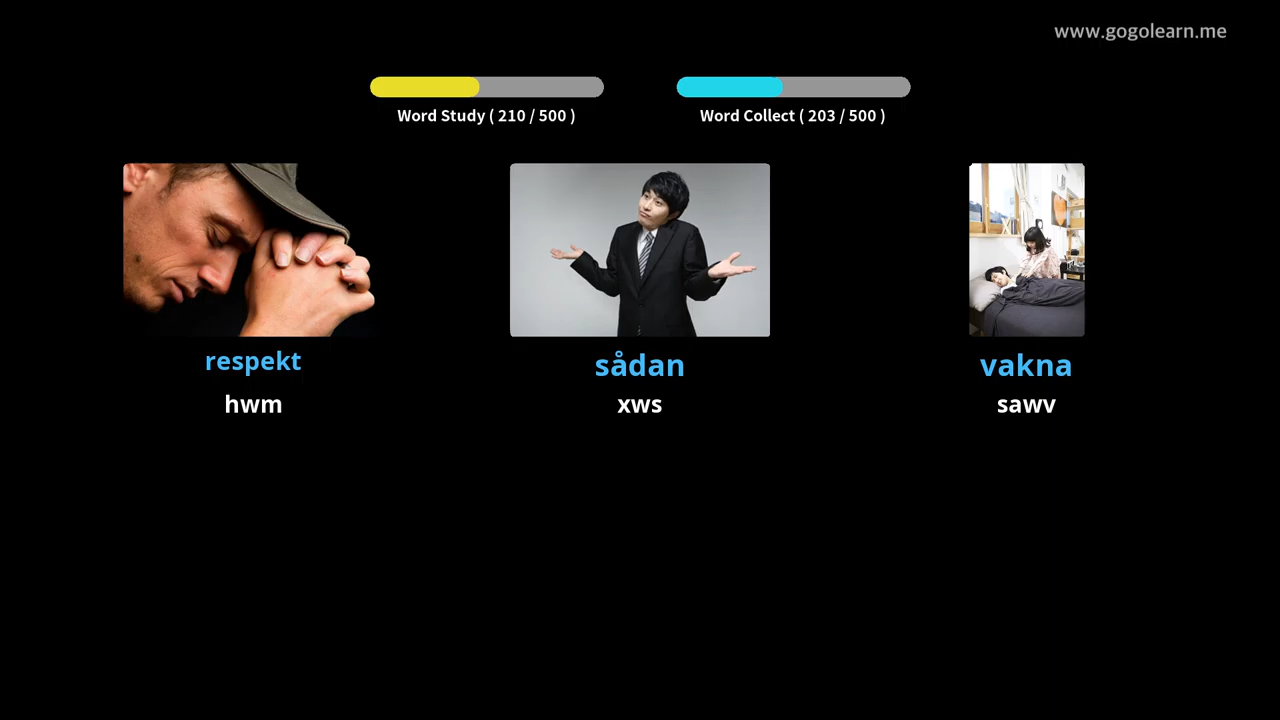 www.gogolearn.me
Word Study ( 210 / 500 )
Word Collect ( 203 / 500 )
respekt
sådan
vakna
hwm
xws
sawv